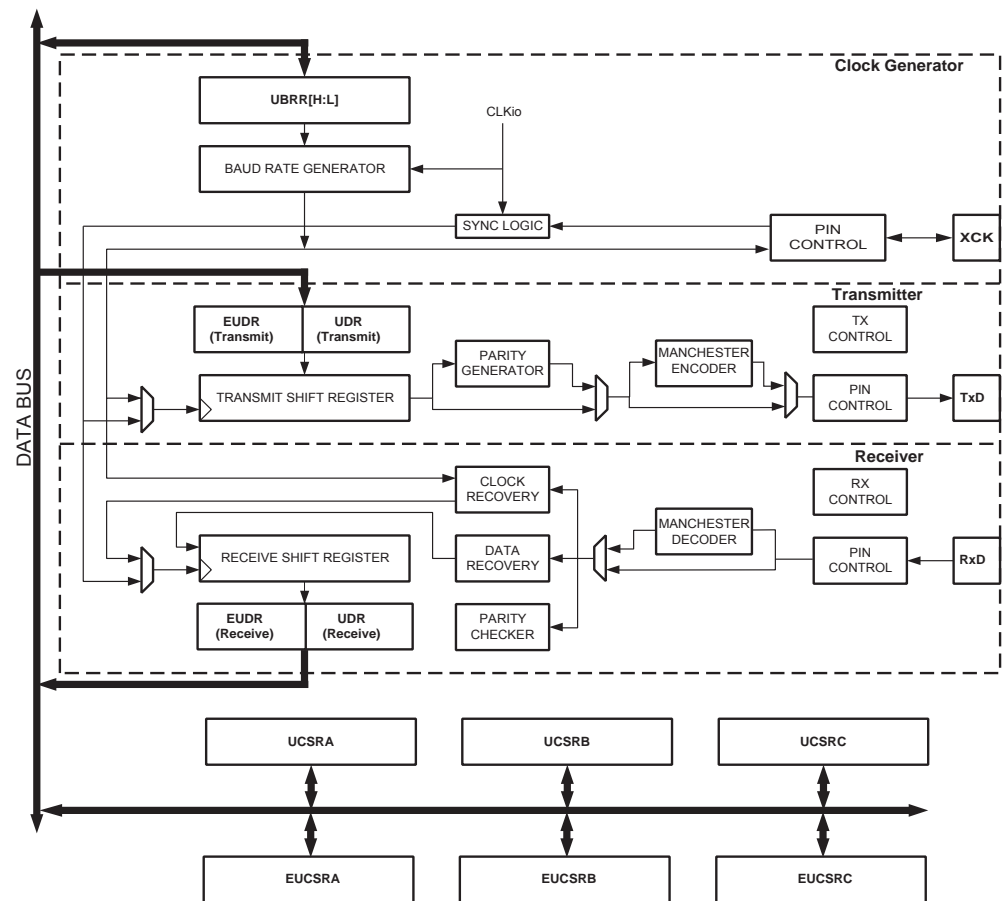 Clock Generator
UBRR[H:L]
CLKio
BAUD RATE GENERATOR
SYNC LOGIC
PIN
CONTROL
XCK
Transmitter
EUDR
(Transmit)
UDR
(Transmit)
TX
CONTROL
PARITY
GENERATOR
MANCHESTER
ENCODER
TRANSMIT SHIFT REGISTER
PIN
CONTROL
TxD
DATA BUS
Receiver
CLOCK
RECOVERY
RX
CONTROL
MANCHESTER
DECODER
RECEIVE SHIFT REGISTER
DATA
RECOVERY
PIN
CONTROL
RxD
EUDR
(Receive)
UDR
(Receive)
PARITY
CHECKER
UCSRA
UCSRB
UCSRC
EUCSRA
EUCSRB
EUCSRC